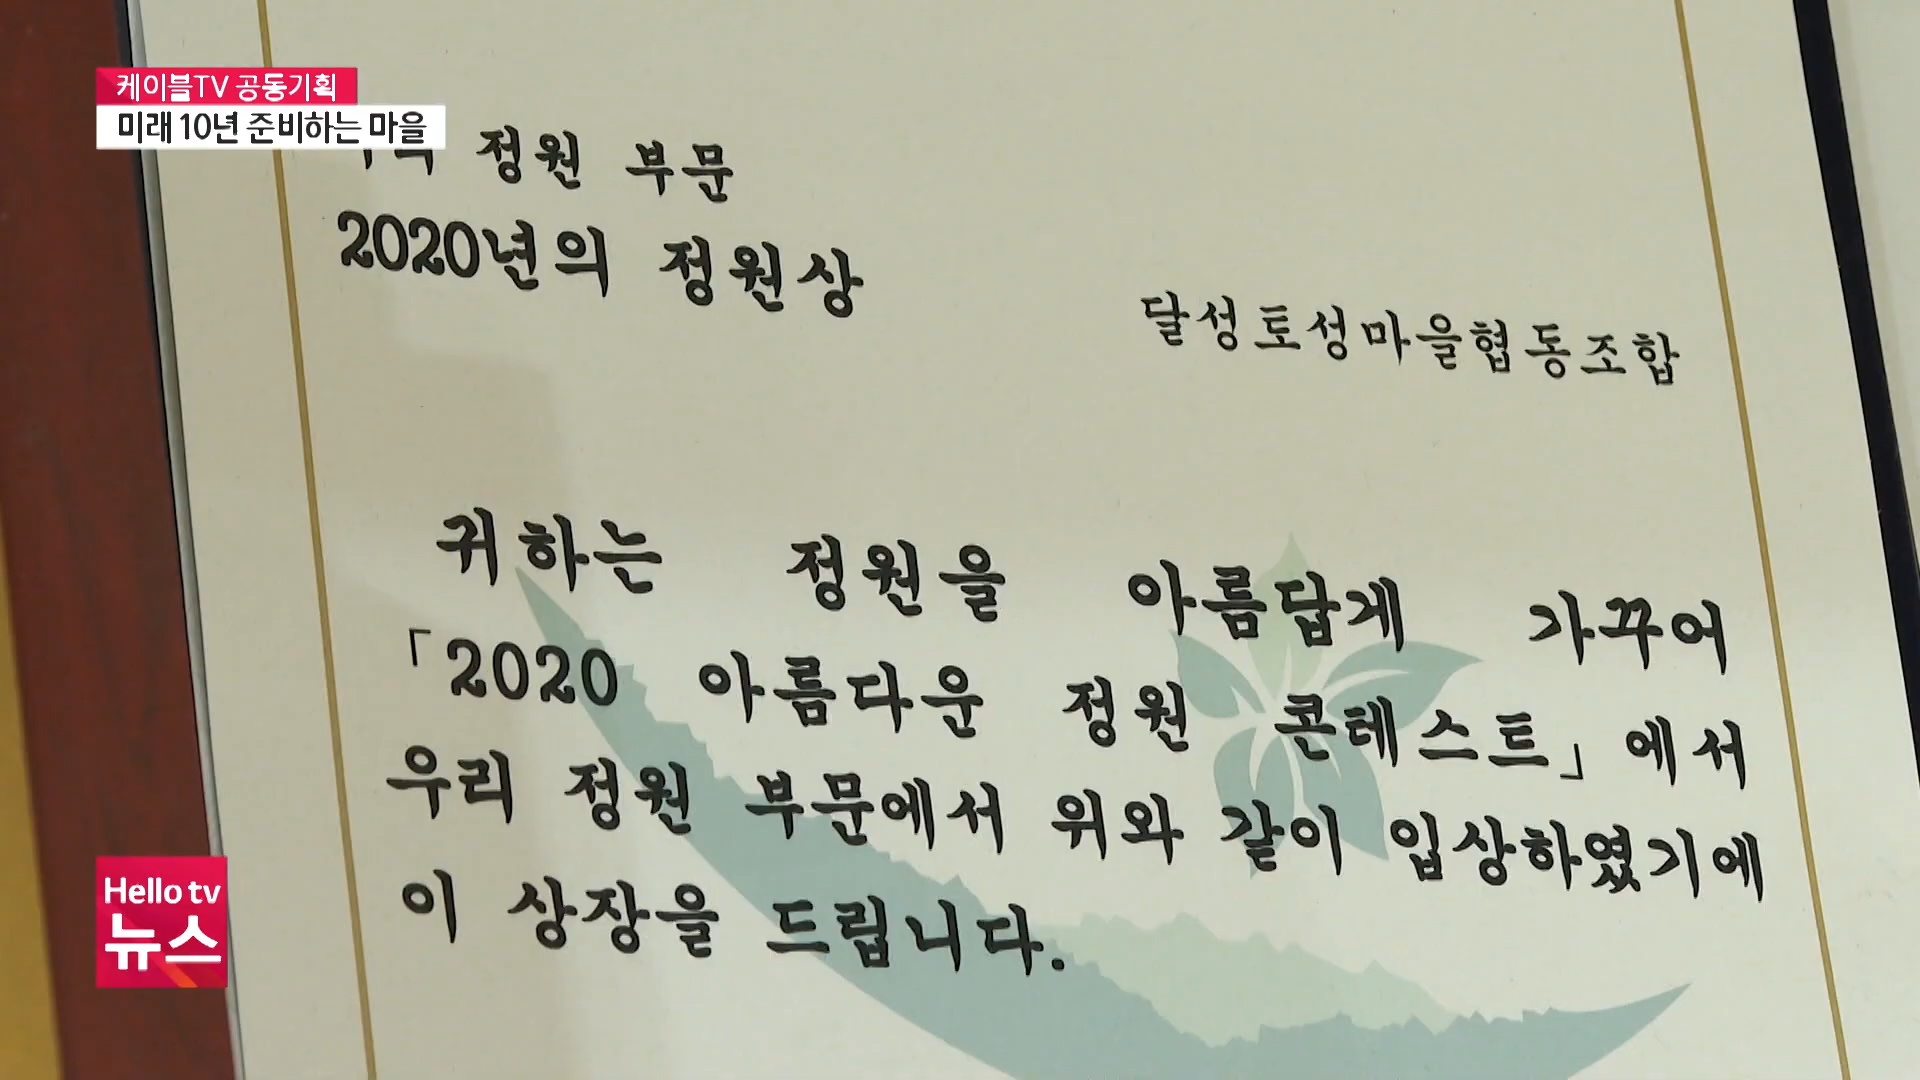 케이블TV 공동기획
미래 10년 준비하는 마을
정원 부문
2020년의 정원상
달성토성마을협동조합
귀하는 정원을 아름답게 가꾸어
「2020 아름다운 정원 콘테스트」에서
우리 정원 부문에서 위와 같이 입상하였기에
이 상장을 드립니다.
Hello tv
뉴스